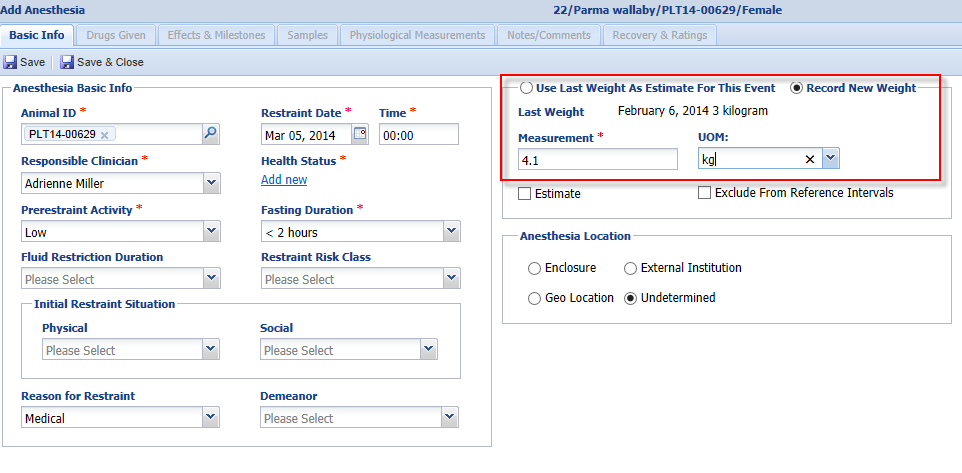 Add Anesthesia 22/Parma wallaby/PLT14-00629/Female
Basic Info Drugs Given Effects & Milestones Samples Physiological Measurements Notes/Comments Recovery & Ratings
Save Save & Close
Anesthesia Basic Info
Animal ID * Restraint Date * Time *
PLT14-00629 x Mar 05, 2014 00:00
Responsible Clinician * Health Status *
Adrienne Miller Add new
Prerestraint Activity * Fasting Duration *
Low < 2 hours
Fluid Restriction Duration Restraint Risk Class
Please Select Please Select
Initial Restraint Situation
Physical Social
Please Select Please Select
Reason for Restraint Demeanor
Medical Please Select
Use Last Weight As Estimate For This Event Record New Weight
Last Weight February 6, 2014 3 kilogram
Measurement * UOM:
4.1 kg
Estimate Exclude From Reference Intervals
Anesthesia Location
Enclosure External Institution
Geo Location Undetermined